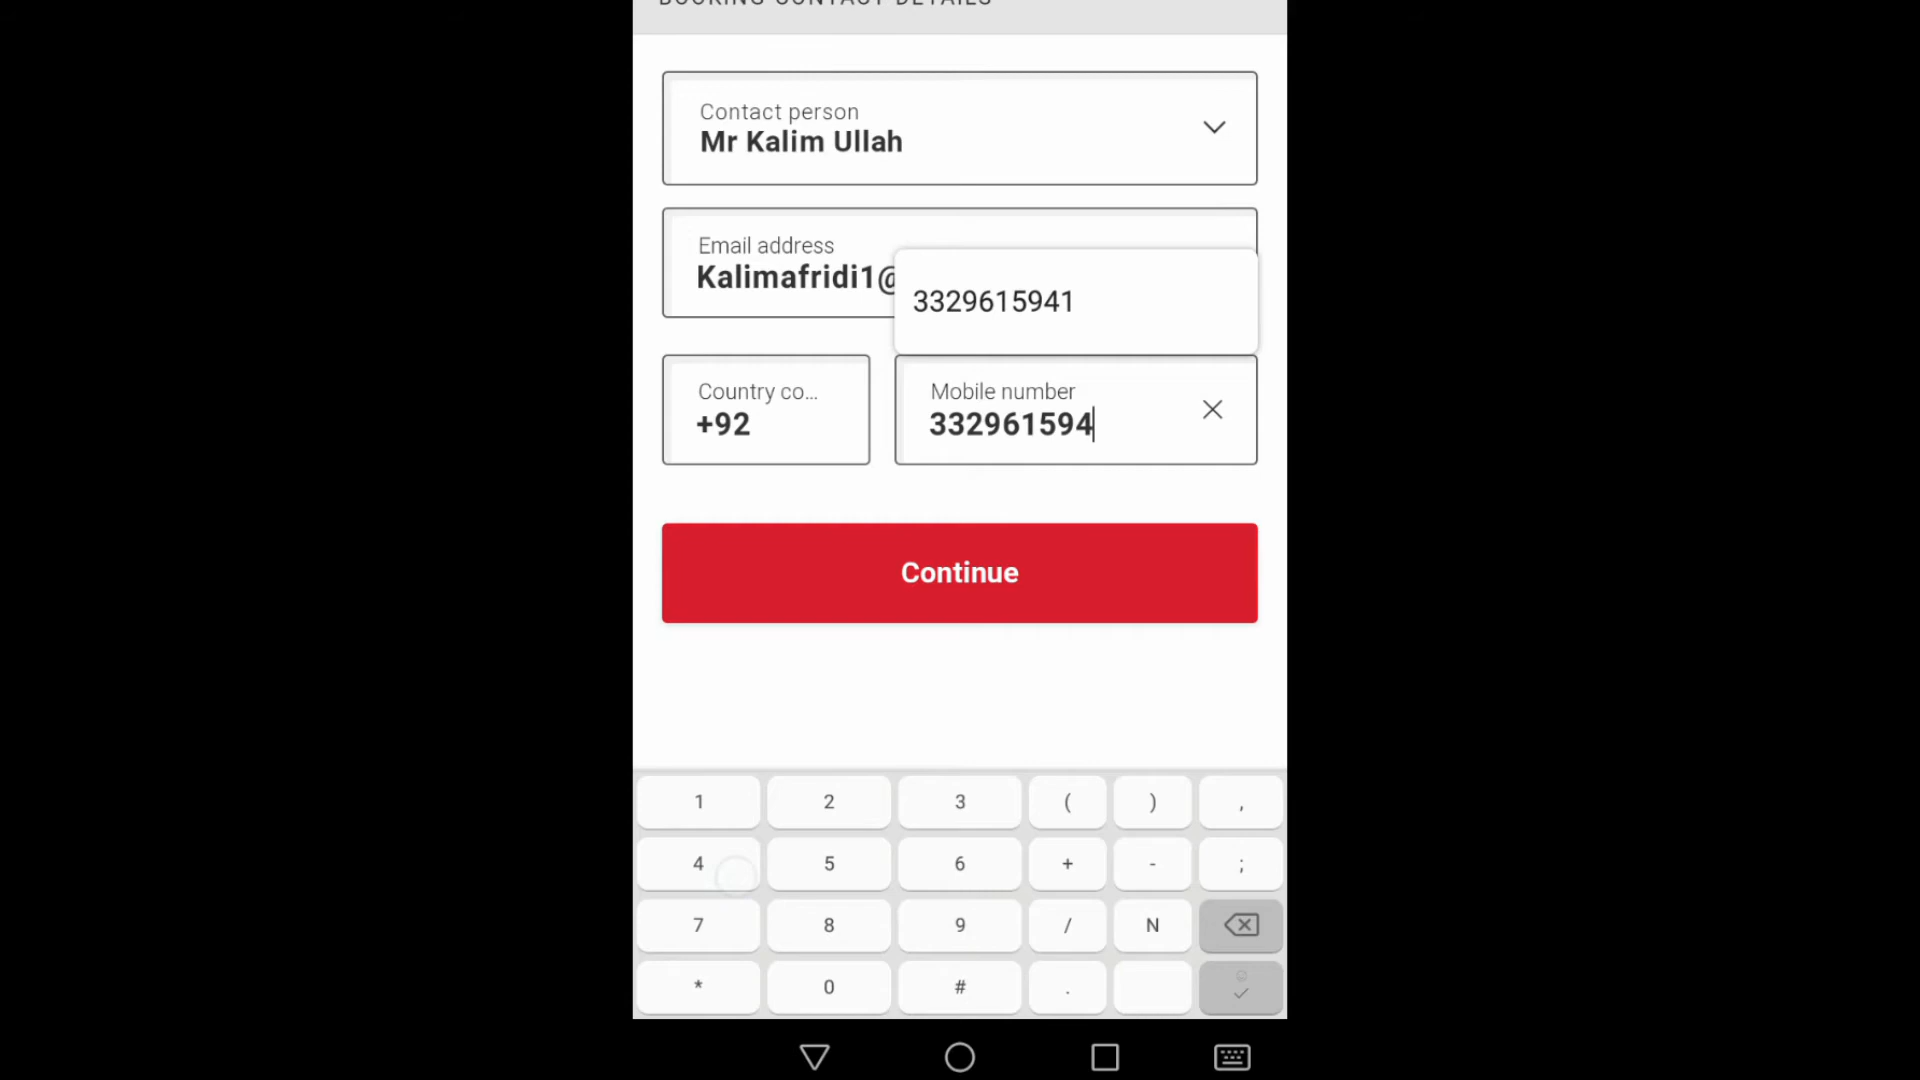 BOOKING CONTACT DETAILS
Contact person
Mr Kalim Ullah
Email address
Kalimafridi1@
3329615941
Country co...
+92
Mobile number
332961594
Continue
1 2 3 ( ) ,
4 5 6 + - ;
7 8 9 / N
* 0 # .